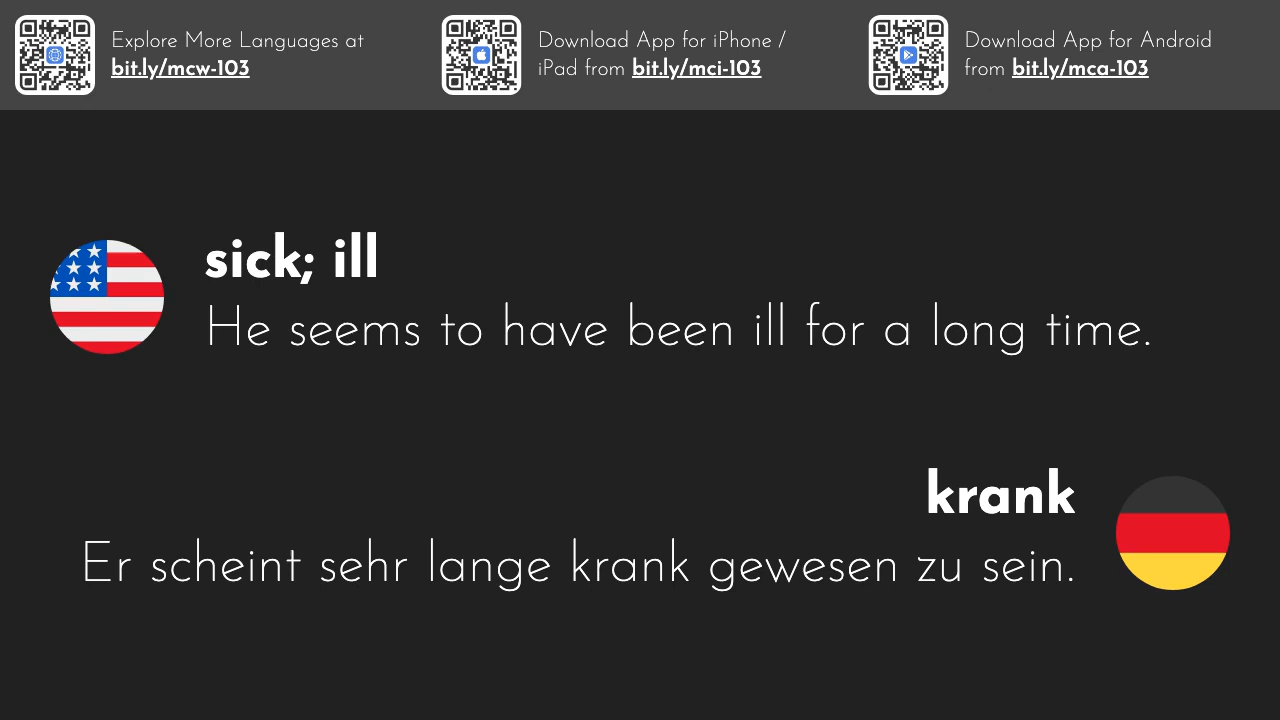 Explore More Languages at
bit.ly/mcw-103
Download App for iPhone /
iPad from bit.ly/mci-103
Download App for Android
from bit.ly/mca-103
sick; ill
He seems to have been ill for a long time.
krank
Er scheint sehr lange krank gewesen zu sein.